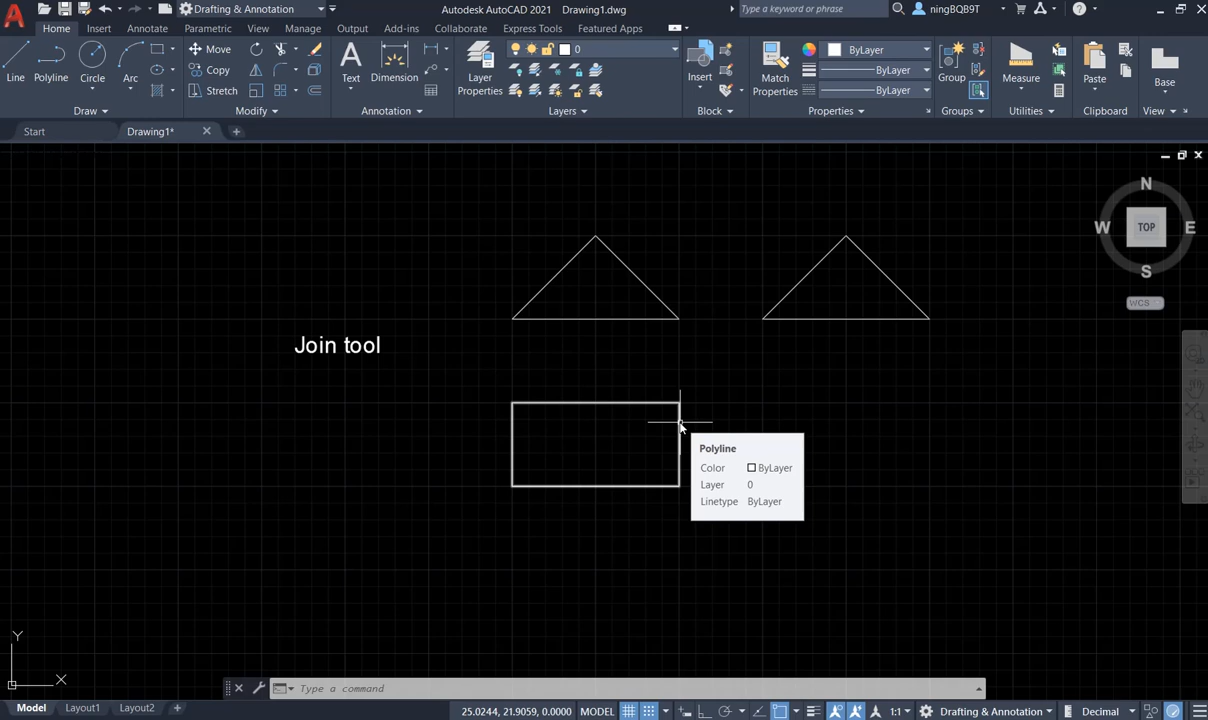 Drafting & Annotation
Autodesk AutoCAD 2021 Drawing1.dwg
Type a keyword or phrase
ningBQB9T
Home Insert Annotate Parametric View Manage Output Add-ins Collaborate Express Tools Featured Apps
Line Polyline Circle Arc
Move
Copy
Stretch
Text Dimension
Layer Properties
0
Insert
Match Properties
ByLayer
ByLayer
ByLayer
Group
Measure
Paste
Base
Draw Modify Annotation Layers Block Properties Groups Utilities Clipboard View
Start Drawing1*
N
W TOP E
S
WCS
Join tool
Polyline
Color ByLayer
Layer 0
Linetype ByLayer
Y
X
Type a command
Model Layout1 Layout2
25.0244, 21.9059, 0.0000 MODEL 1:1 Drafting & Annotation Decimal